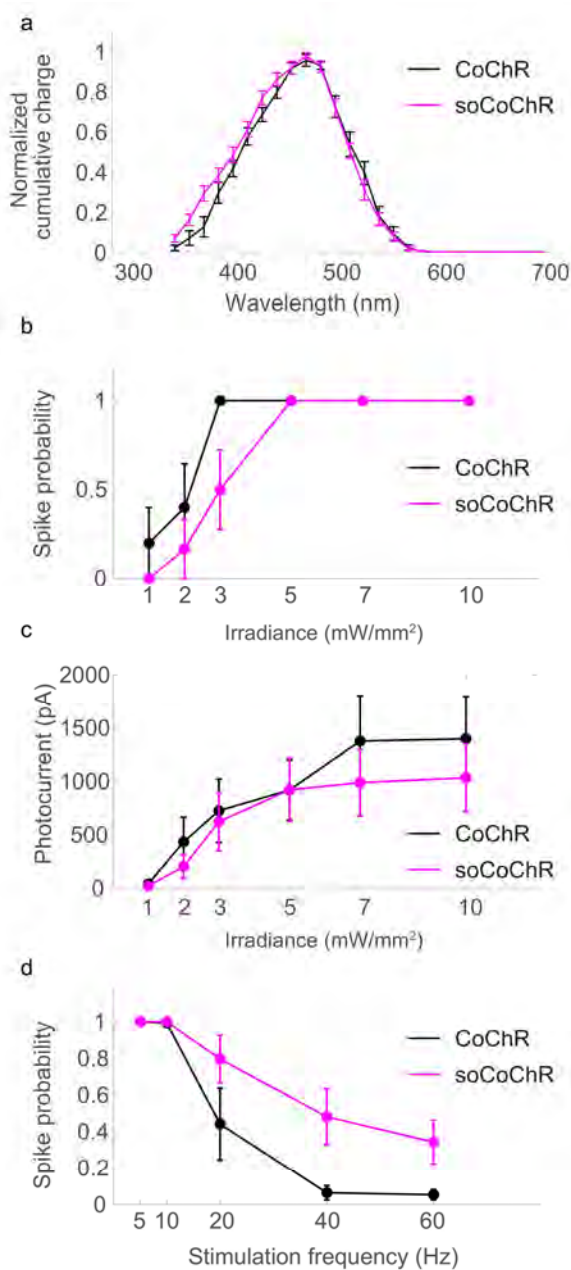 a
Normalized
cumulative charge
1
0.8
0.6
0.4
0.2
0
CoChR
soCoChR
300 400 500 600 700
Wavelength (nm)
b
Spike probability
1
0.5
0
CoChR
soCoChR
1 2 3 5 7 10
Irradiance (mW/mm²)
c
Photocurrent (pA)
2000
1500
1000
500
0
CoChR
soCoChR
1 2 3 5 7 10
Irradiance (mW/mm²)
d
Spike probability
1
0.8
0.6
0.4
0.2
0
CoChR
soCoChR
5 10 20 40 60
Stimulation frequency (Hz)